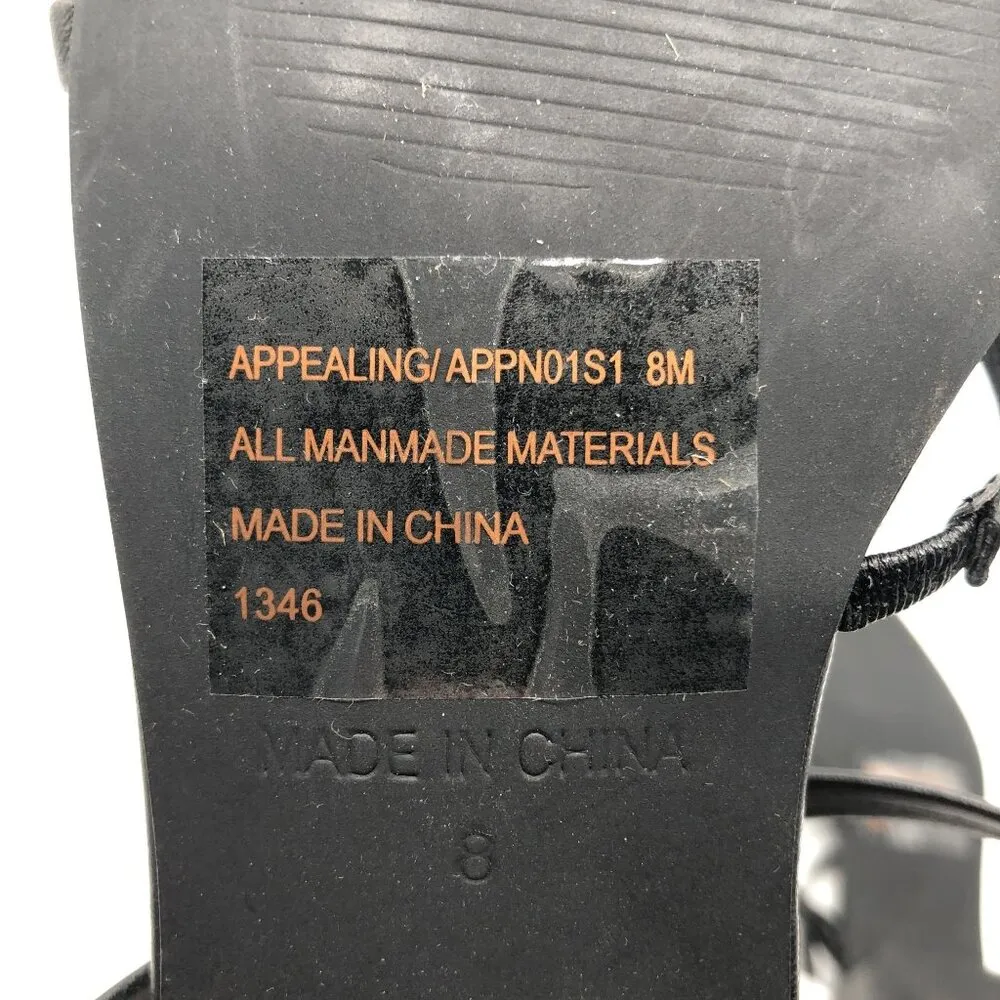 APPEALING/ APPN01S1 8M
ALL MANMADE MATERIALS
MADE IN CHINA
1346
MADE IN CHINA
8